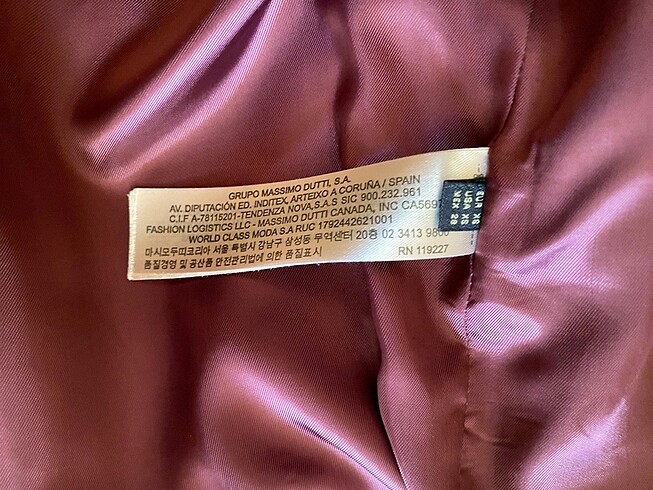 GRUPO MASSIMO DUTTI, S.A.
AV. DIPUTACIÓN ED. INDITEX, ARTEIXO A CORUÑA / SPAIN
C.I.F A-78115201-TENDENZA NOVA,S.A.S SIC 900.232.961
FASHION LOGISTICS LLC - MASSIMO DUTTI CANADA, INC CA5697
WORLD CLASS MODA S.A RUC 1792442621001
마시모두띠코리아 서울 특별시 강남구 삼성동 무역센터 20층 02 3413 9800
품질경영 및 공산품 안전관리법에 의한 품질표시
RN 119227
EUR XS
USA XS
MEX 26